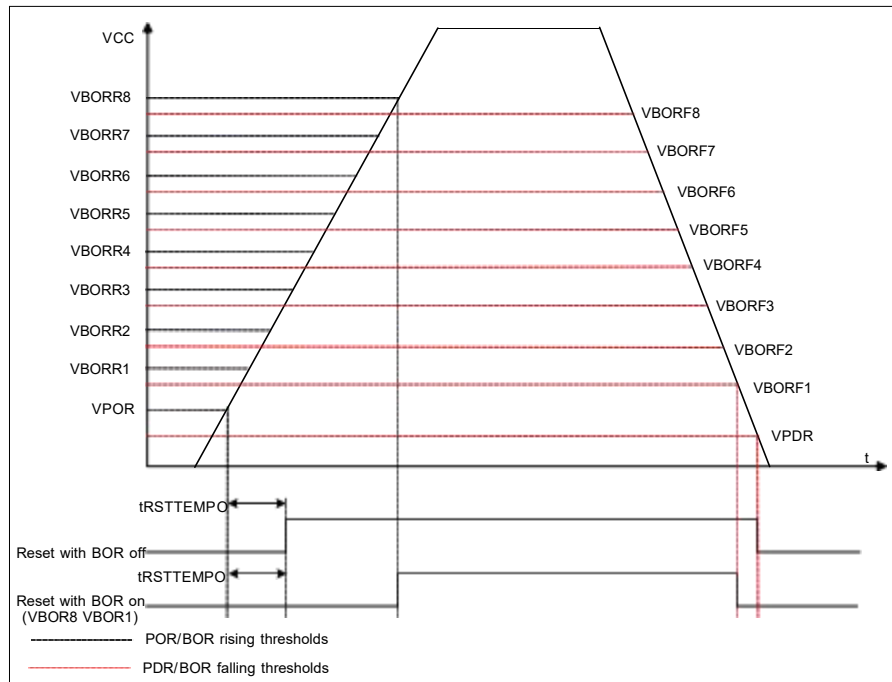 VCC
VBORR8
VBORF8
VBORR7
VBORF7
VBORR6
VBORF6
VBORR5
VBORF5
VBORR4
VBORF4
VBORR3
VBORF3
VBORR2
VBORF2
VBORR1
VBORF1
VPOR
VPDR
t
tRSTTEMPO
Reset with BOR off
tRSTTEMPO
Reset with BOR on
(VBOR8 VBOR1)
POR/BOR rising thresholds
PDR/BOR falling thresholds